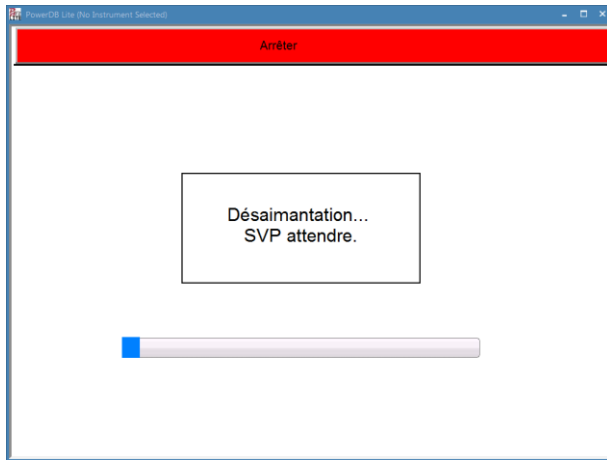 PowerDB Lite (No Instrument Selected)
Arrêter
Désaimantation...
SVP attendre.